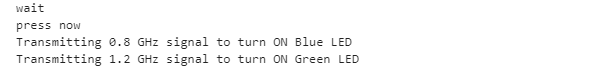 wait
press now
Transmitting 0.8 GHz signal to turn ON Blue LED
Transmitting 1.2 GHz signal to turn ON Green LED